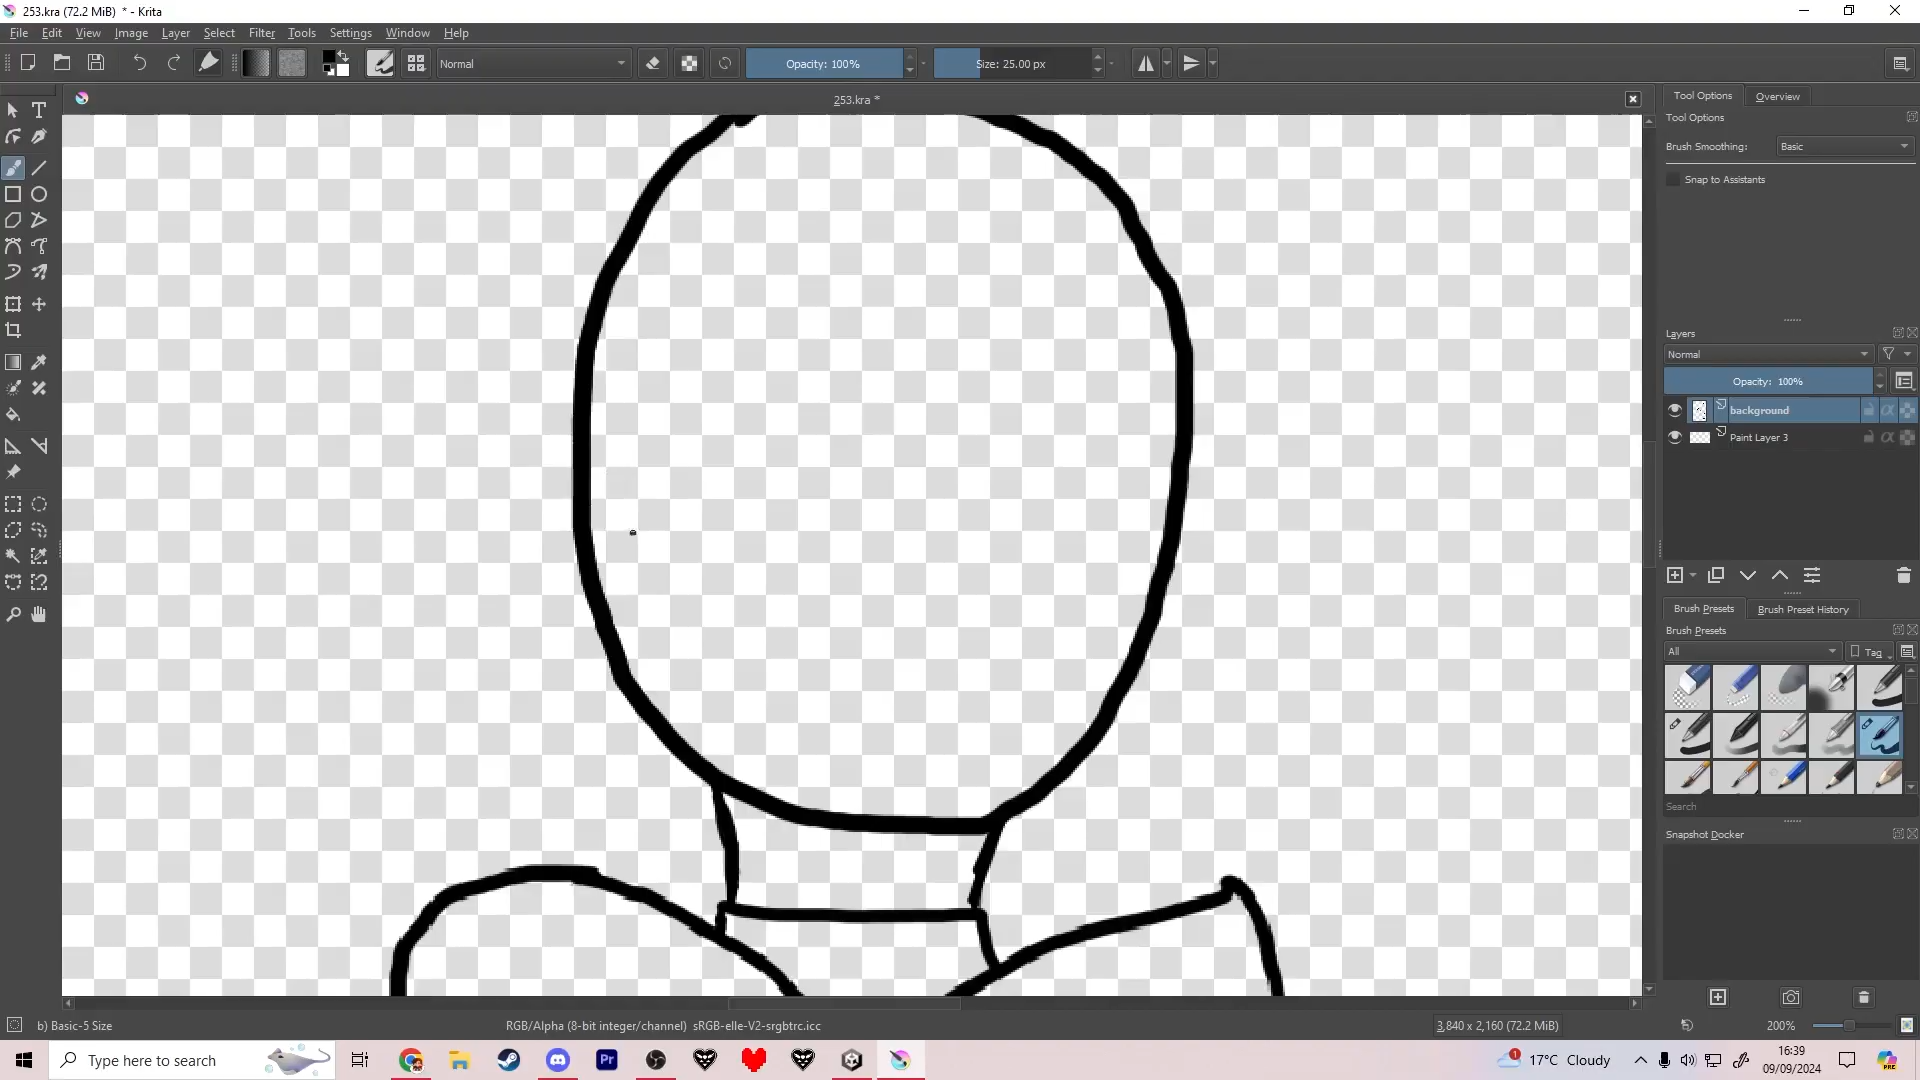 253.kra (72.2 MiB)  * - Krita
File Edit View Image Layer Select Filter Tools Settings Window Help
Normal
Opacity: 100%
Size: 25.00 px
253.kra *
Tool Options
Overview
Tool Options
Brush Smoothing:
Basic
Snap to Assistants
Layers
Normal
Opacity: 100%
background
Paint Layer 3
Brush Presets
Brush Preset History
Brush Presets
All
Tag
Search
Snapshot Docker
b) Basic-5 Size
RGB/Alpha (8-bit integer/channel)  sRGB-elle-V2-srgbtrc.icc
3,840 x 2,160 (72.2 MiB)
200%
Type here to search
Pr
1
17°C  Cloudy
16:39
09/09/2024
PRE